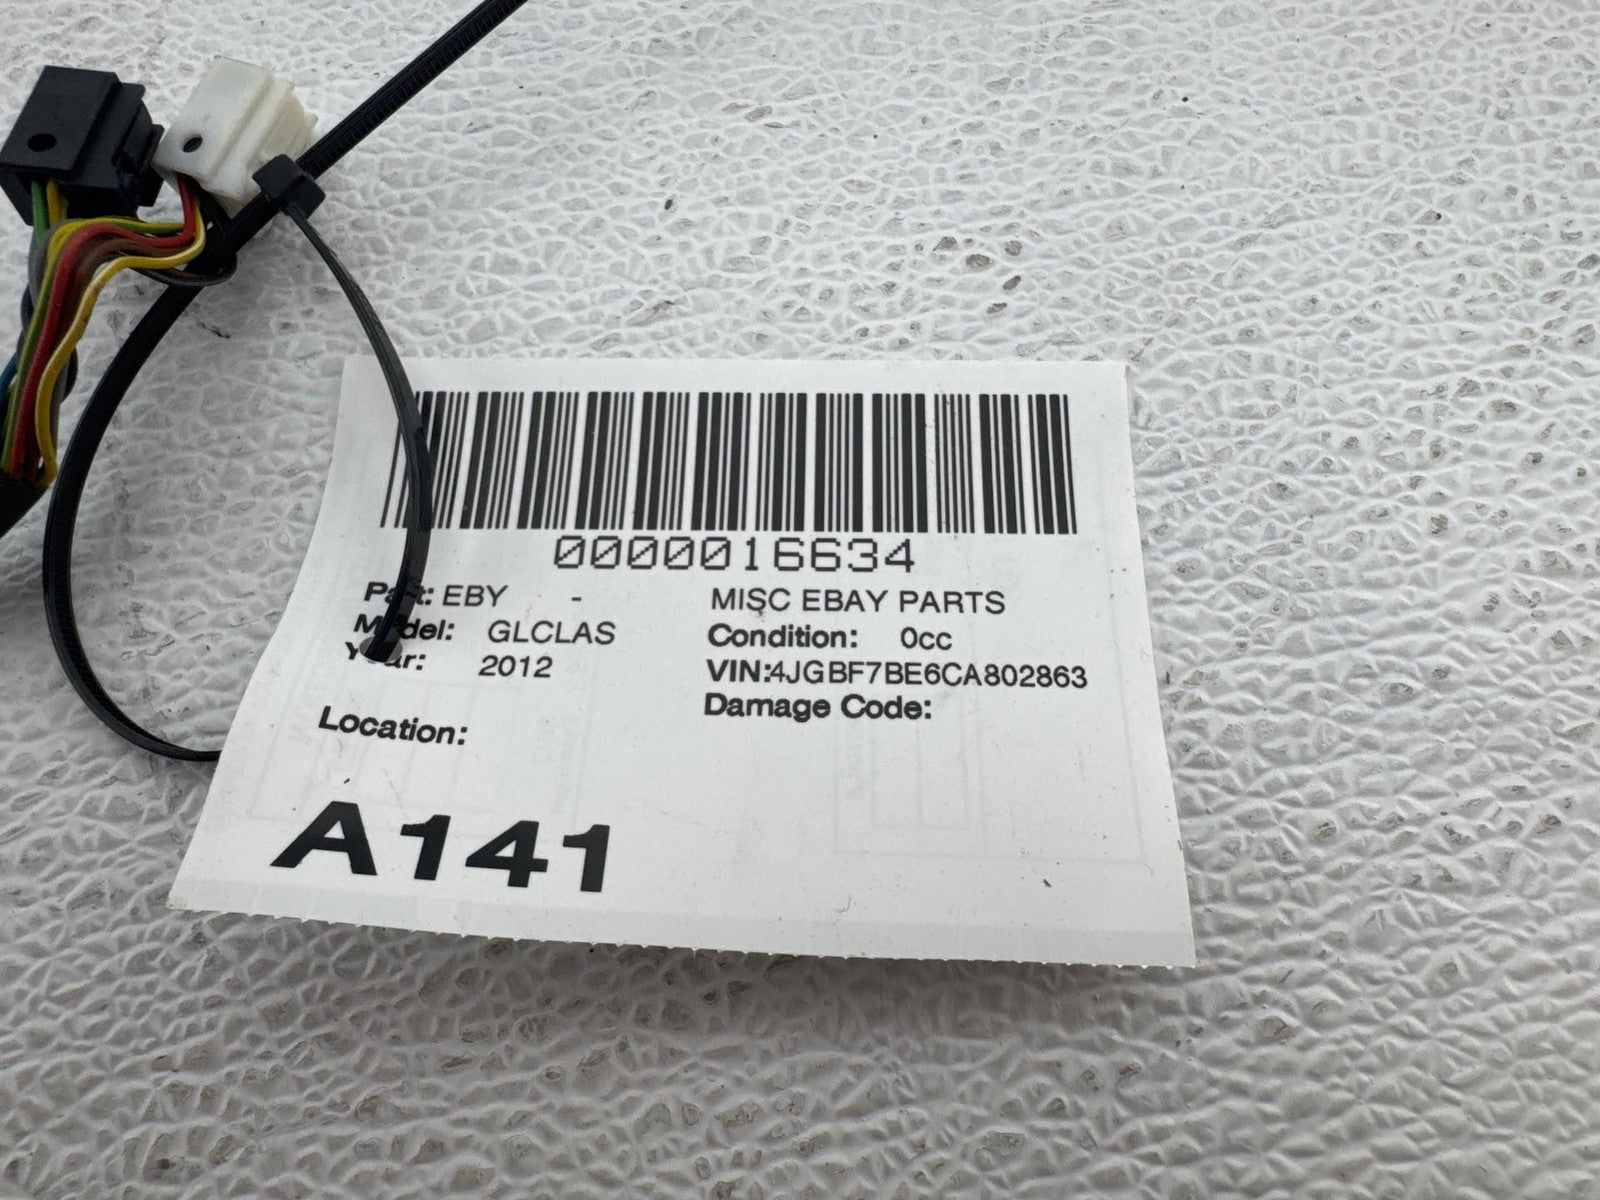 0000016634
Part: EBY - MISC EBAY PARTS
Model: GLCLAS Condition: 0cc
Year: 2012 VIN:4JGBF7BE6CA802863
Damage Code:
Location:
A141